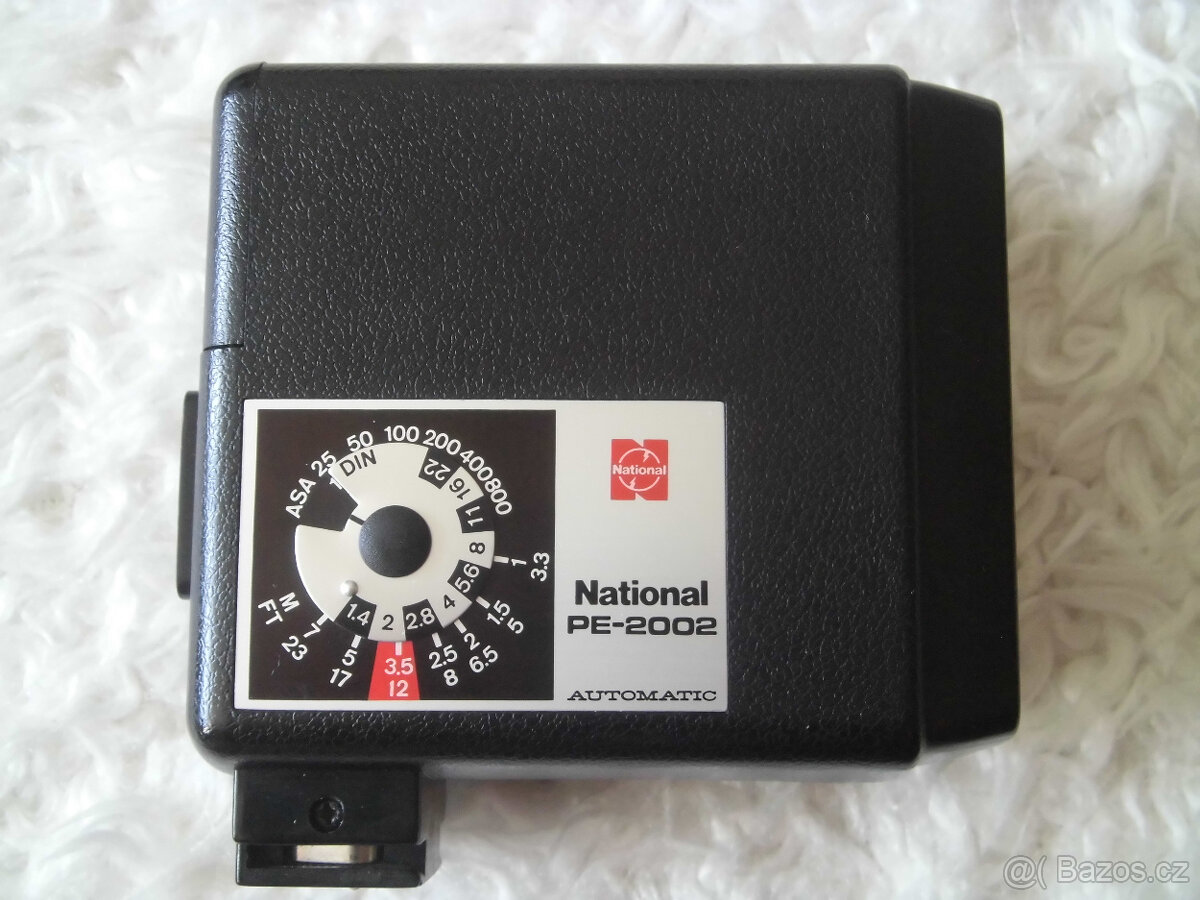 ASA 25 50 100 200 400 800
DIN
22 16 11 8 5.6 4 2.8 2 1.4
M 7 5 3.5 2.5 2 1.5 1
FT 23 17 12 8 6.5 5 3.3
National
National
PE-2002
AUTOMATIC
@( Bazos.cz